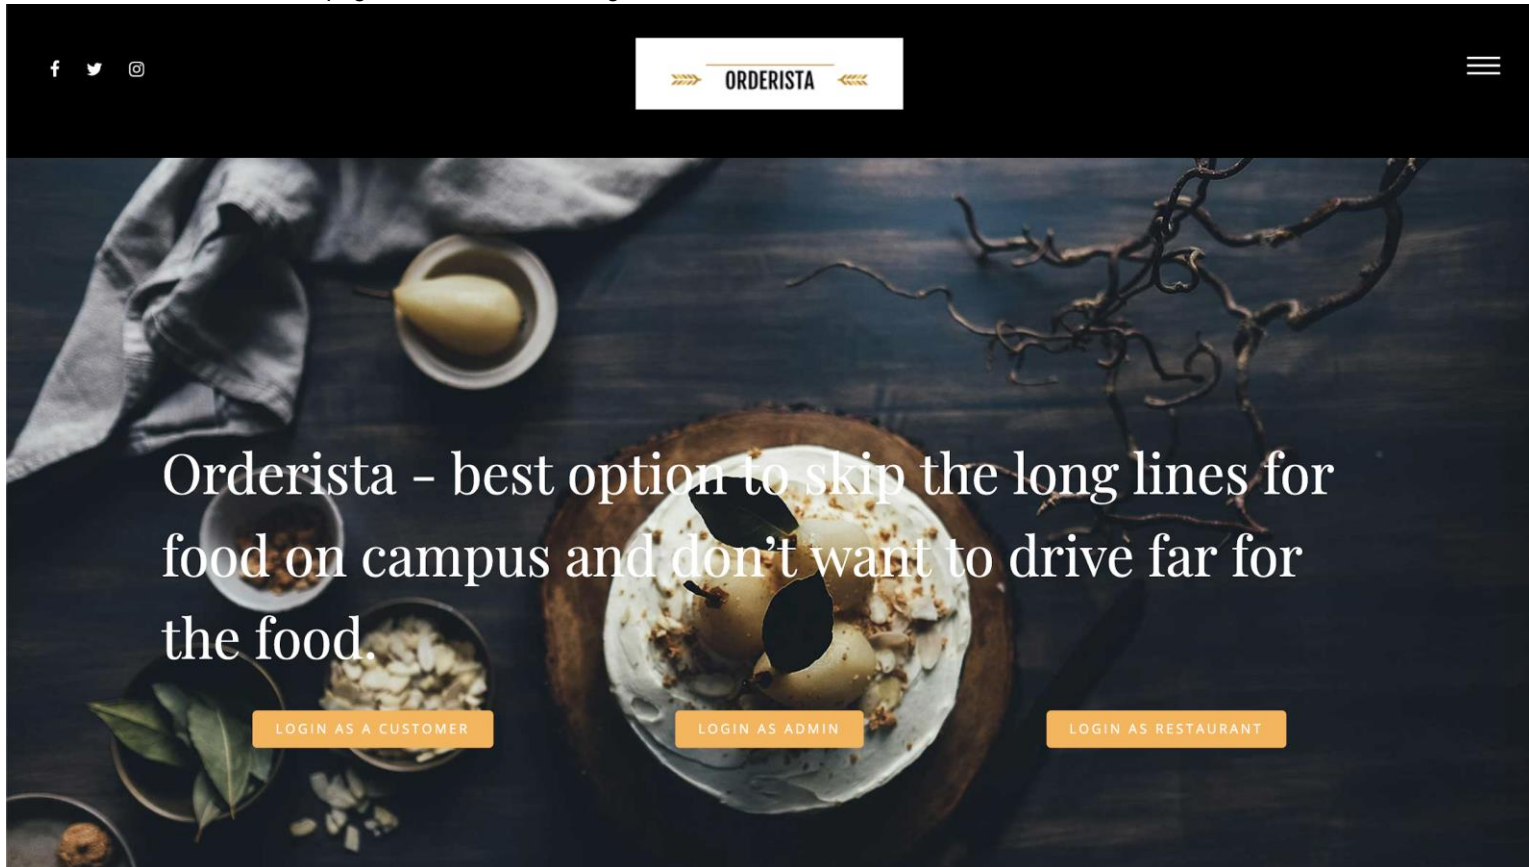 ORDERISTA
Orderista - best option to skip the long lines for
food on campus and don’t want to drive far for
the food.
LOGIN AS A CUSTOMER
LOGIN AS ADMIN
LOGIN AS RESTAURANT